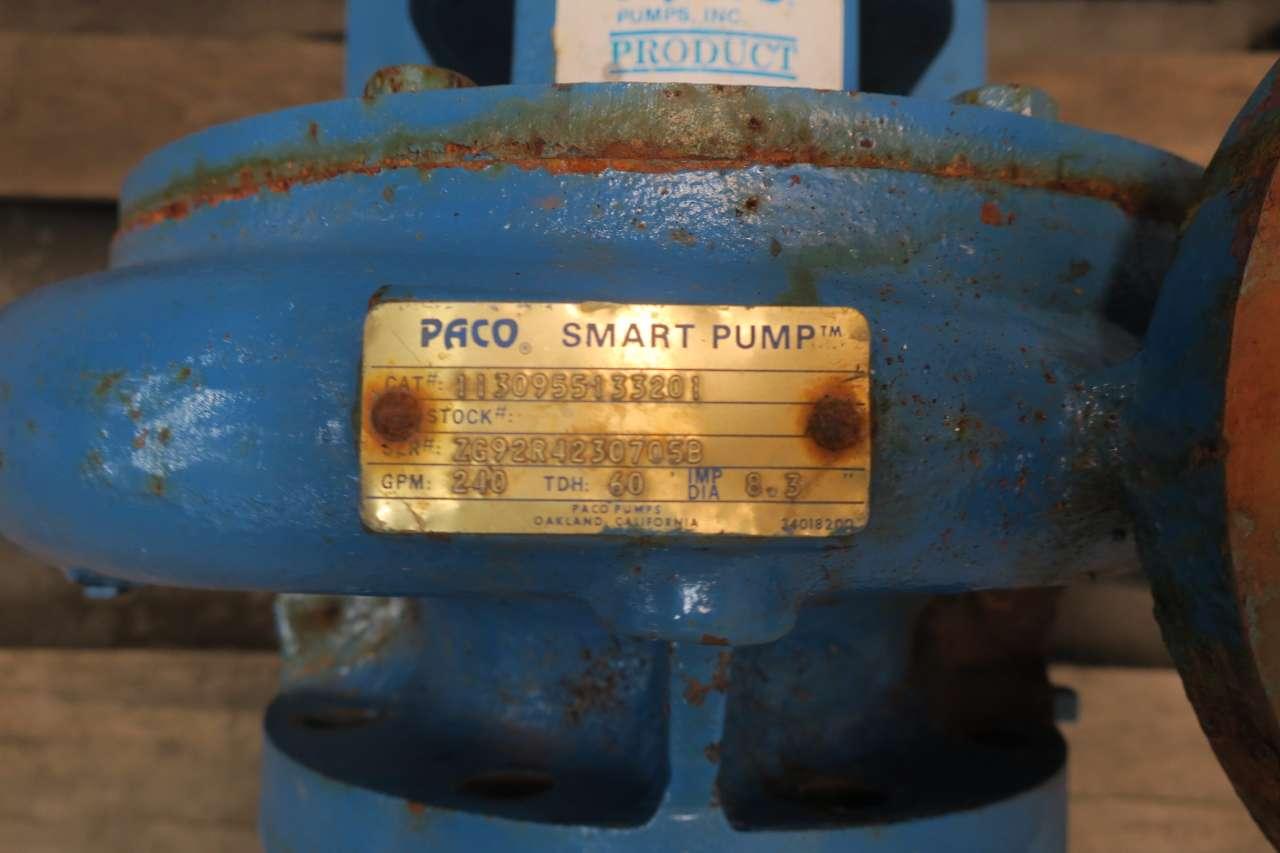 PUMPS, INC.
PRODUCT
PACO® SMART PUMP™
CAT#: 1130955133201
STOCK#:
SER#: ZG92R4230705B
GPM: 240 TDH: 60 ' IMP DIA 8.3 "
PACO PUMPS
OAKLAND, CALIFORNIA 24018200